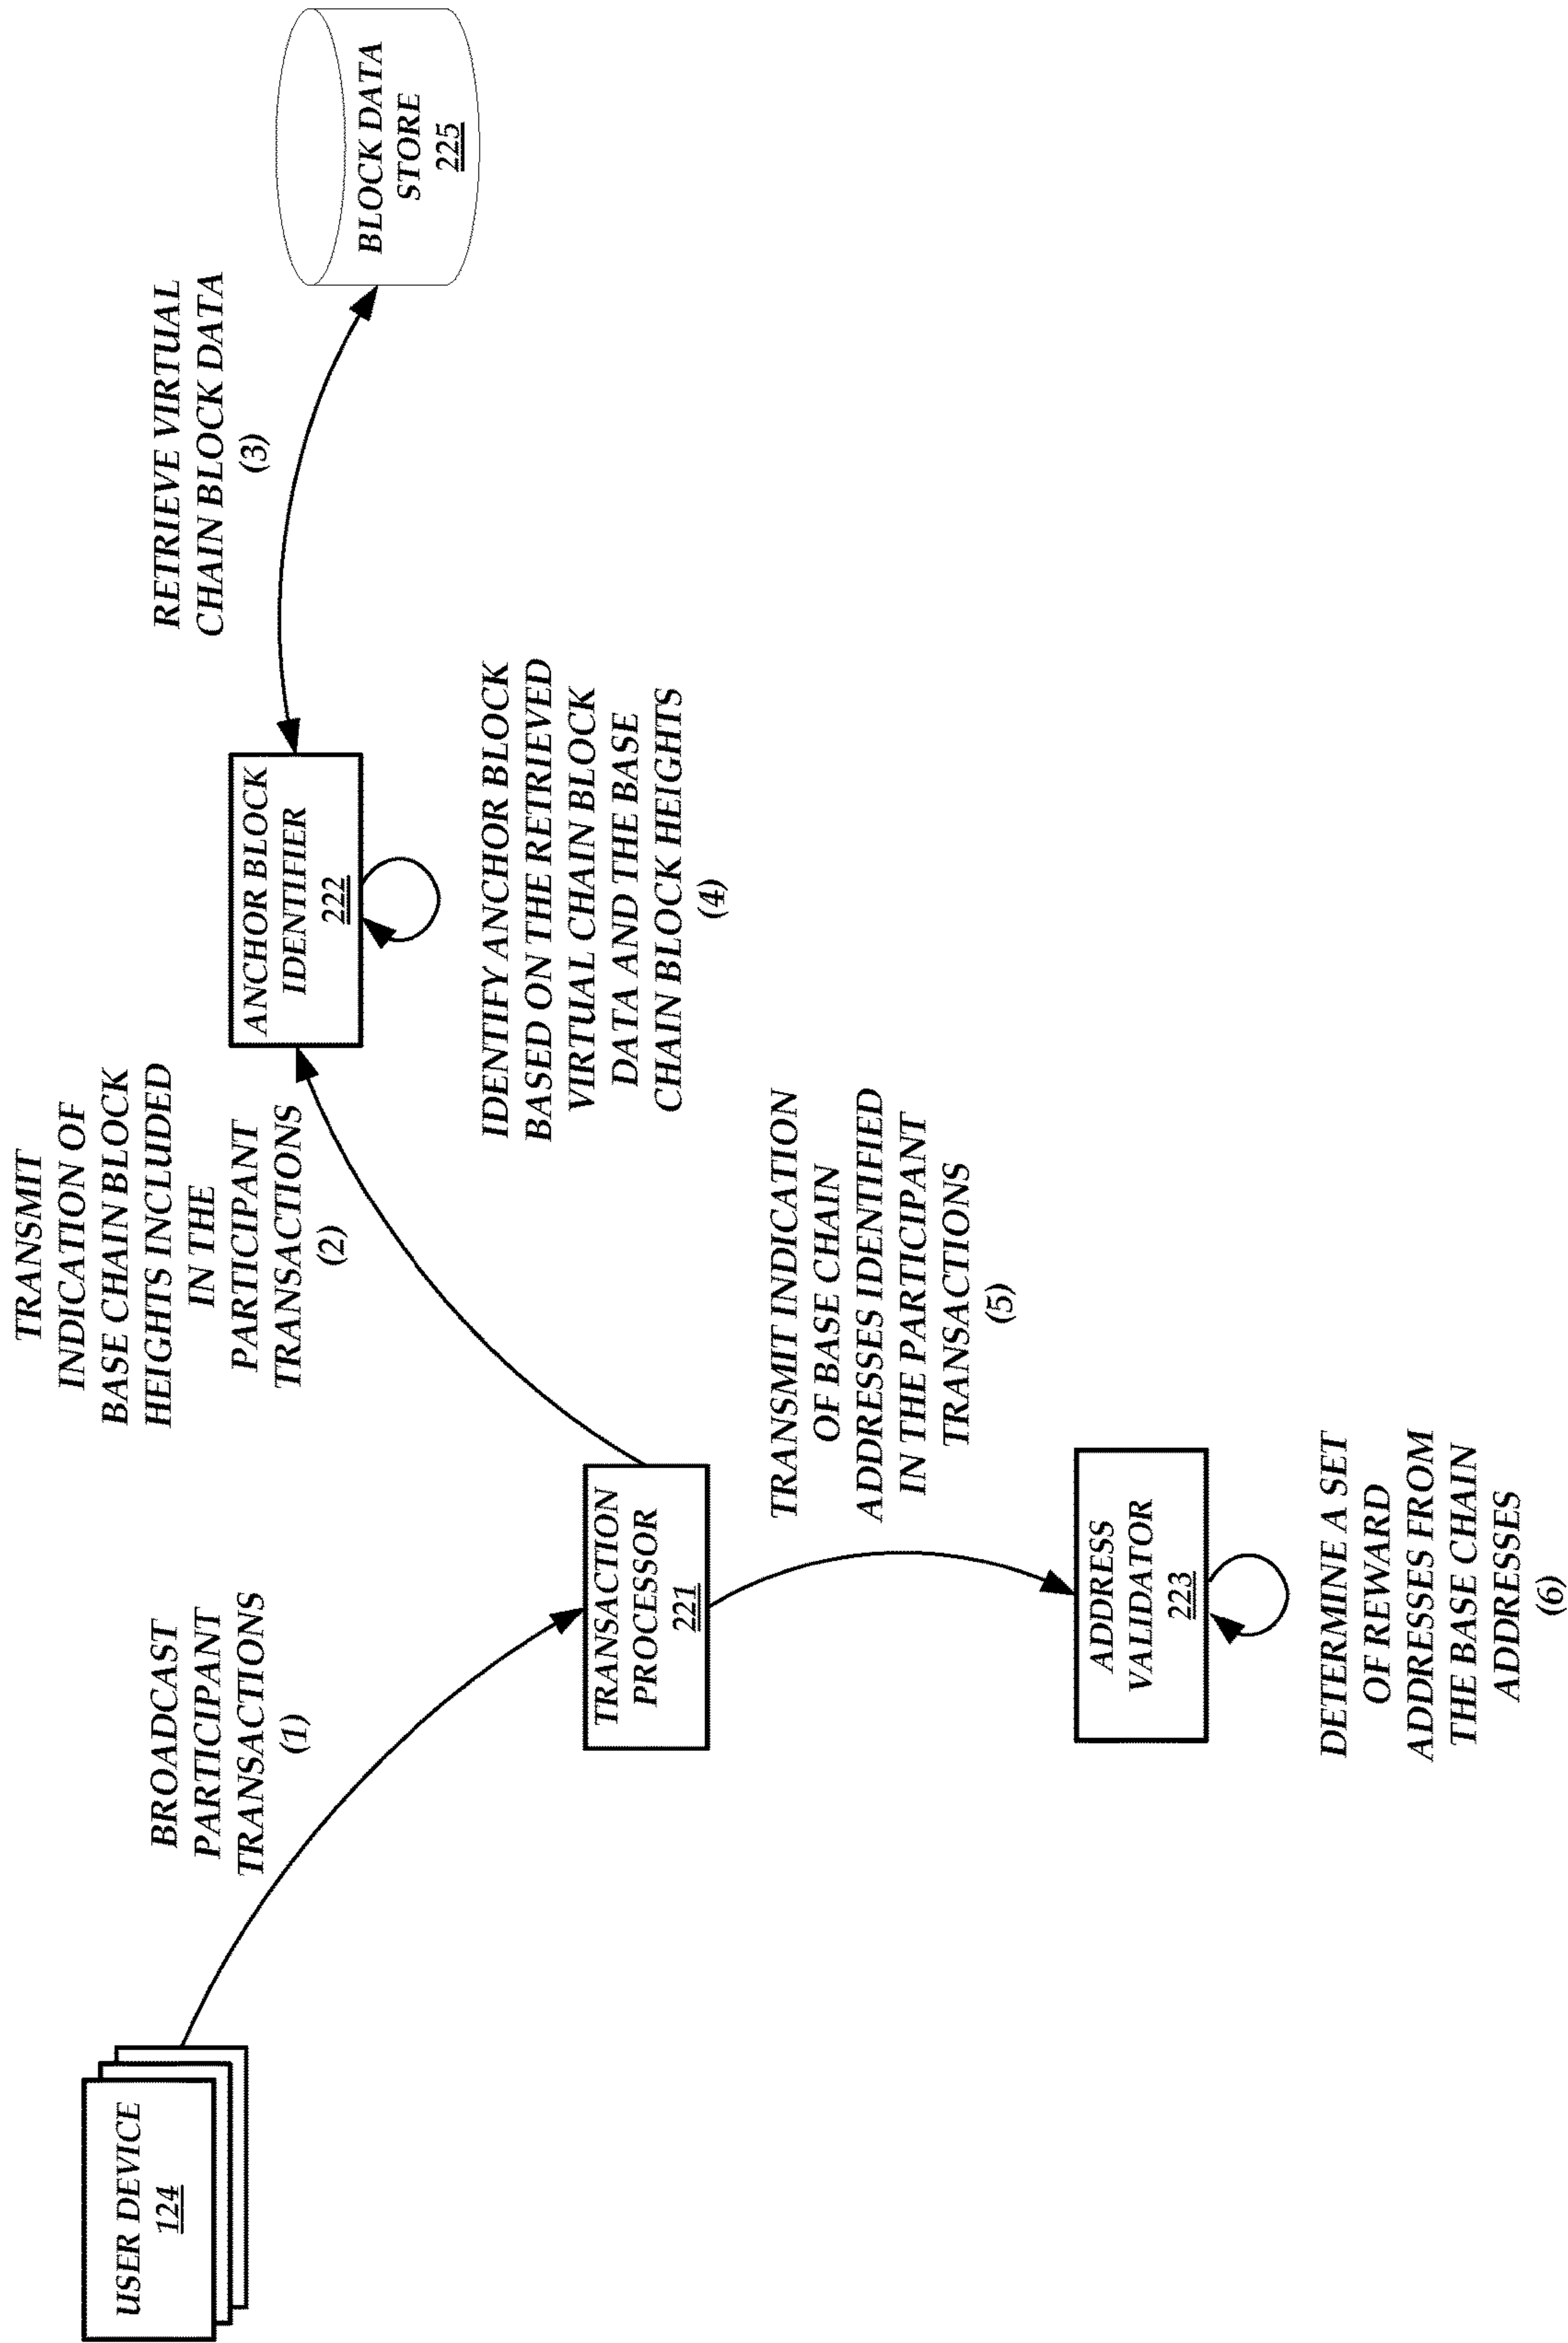 USER DEVICE
124
BROADCAST
PARTICIPANT
TRANSACTIONS
(1)
TRANSACTION
PROCESSOR
221
TRANSMIT
INDICATION OF
BASE CHAIN BLOCK
HEIGHTS INCLUDED
IN THE
PARTICIPANT
TRANSACTIONS
(2)
ANCHOR BLOCK
IDENTIFIER
222
RETRIEVE VIRTUAL
CHAIN BLOCK DATA
(3)
BLOCK DATA
STORE
225
IDENTIFY ANCHOR BLOCK
BASED ON THE RETRIEVED
VIRTUAL CHAIN BLOCK
DATA AND THE BASE
CHAIN BLOCK HEIGHTS
(4)
TRANSMIT INDICATION
OF BASE CHAIN
ADDRESSES IDENTIFIED
IN THE PARTICIPANT
TRANSACTIONS
(5)
ADDRESS
VALIDATOR
223
DETERMINE A SET
OF REWARD
ADDRESSES FROM
THE BASE CHAIN
ADDRESSES
(6)